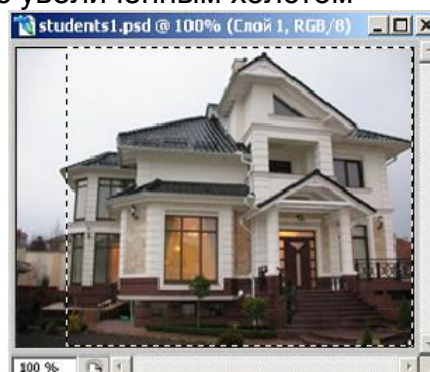 с увеличенным холстом
students1.psd @ 100% (Слой 1, RGB/8)
100 %